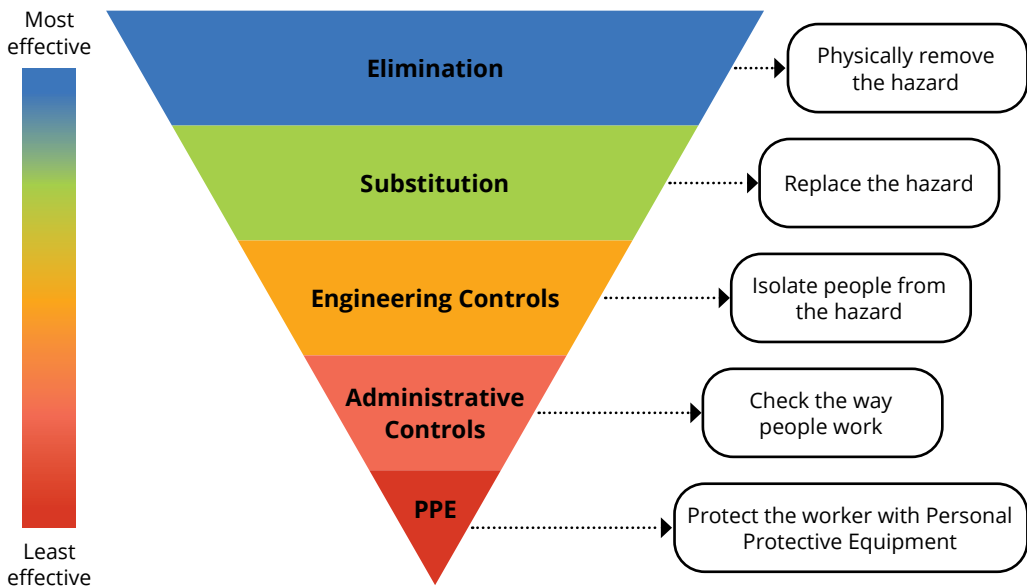 Most
effective
Elimination
Physically remove
the hazard
Substitution
Replace the hazard
Engineering Controls
Isolate people from
the hazard
Administrative
Controls
Check the way
people work
PPE
Protect the worker with Personal
Protective Equipment
Least
effective